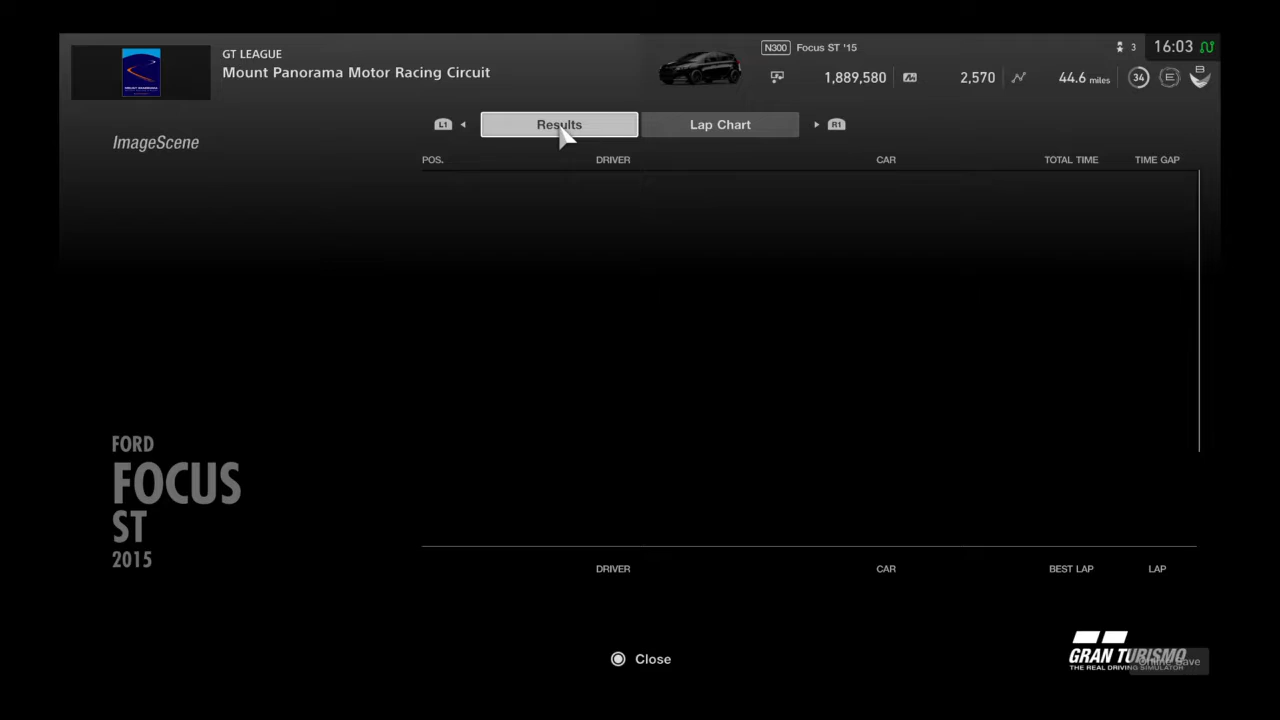 GT LEAGUE
Mount Panorama Motor Racing Circuit
N300 Focus ST '15
3 16:03
1,889,580 2,570 44.6 miles 34 E B
L1 Results Lap Chart R1
ImageScene
POS. DRIVER CAR TOTAL TIME TIME GAP
FORD
FOCUS
ST
2015
DRIVER CAR BEST LAP LAP
Close
GRAN TURISMO
THE REAL DRIVING SIMULATOR
Online Save